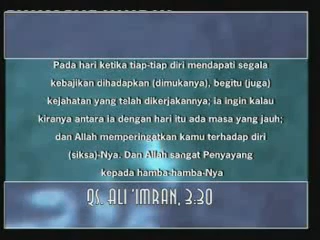 Pada hari ketika tiap-tiap diri mendapati segala
kebajikan dihadapkan (dimukanya), begitu (juga)
kejahatan yang telah dikerjakannya; ia ingin kalau
kiranya antara ia dengan hari itu ada masa yang jauh;
dan Allah memperingatkan kamu terhadap diri
(siksa)-Nya. Dan Allah sangat Penyayang
kepada hamba-hamba-Nya
QS. ALI 'IMRAN, 3:30